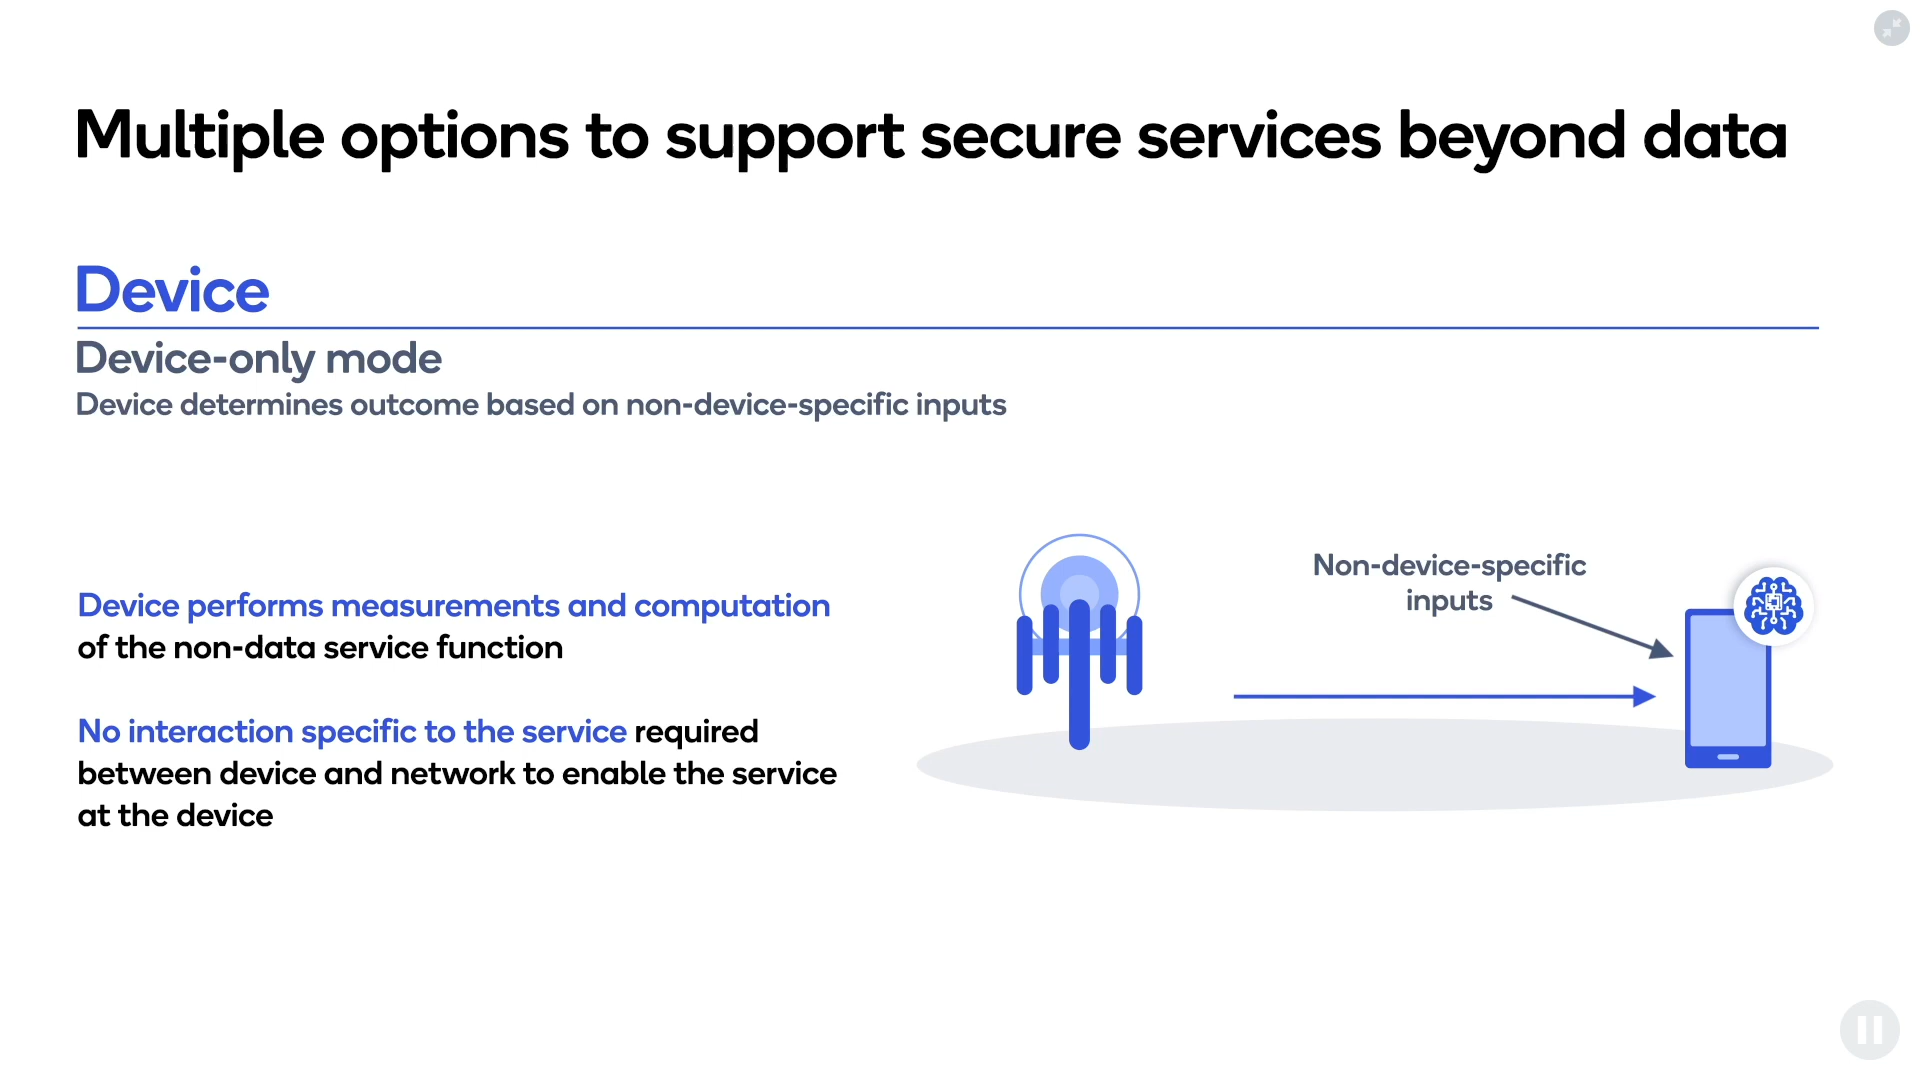 Multiple options to support secure services beyond data
Device
Device-only mode
Device determines outcome based on non-device-specific inputs
Device performs measurements and computation
of the non-data service function
No interaction specific to the service required
between device and network to enable the service
at the device
Non-device-specific
inputs